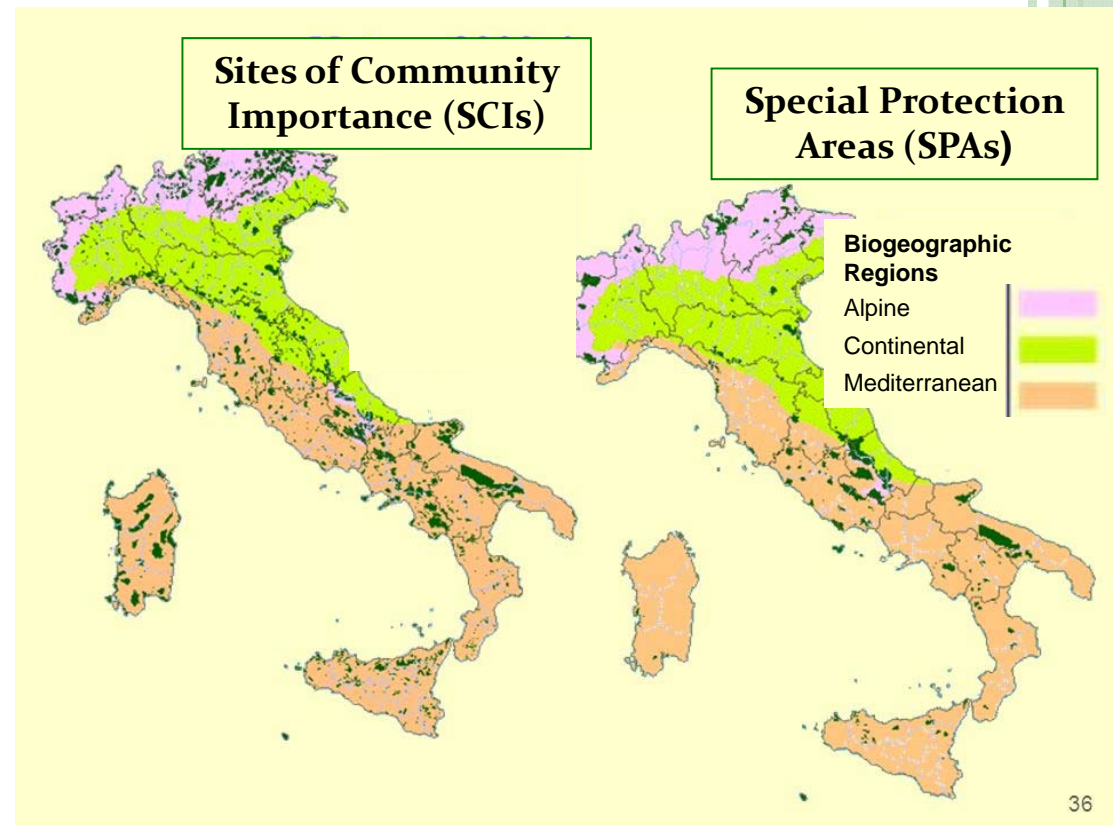 Sites of Community
Importance (SCIs)
Special Protection
Areas (SPAs)
Biogeographic
Regions
Alpine
Continental
Mediterranean
36